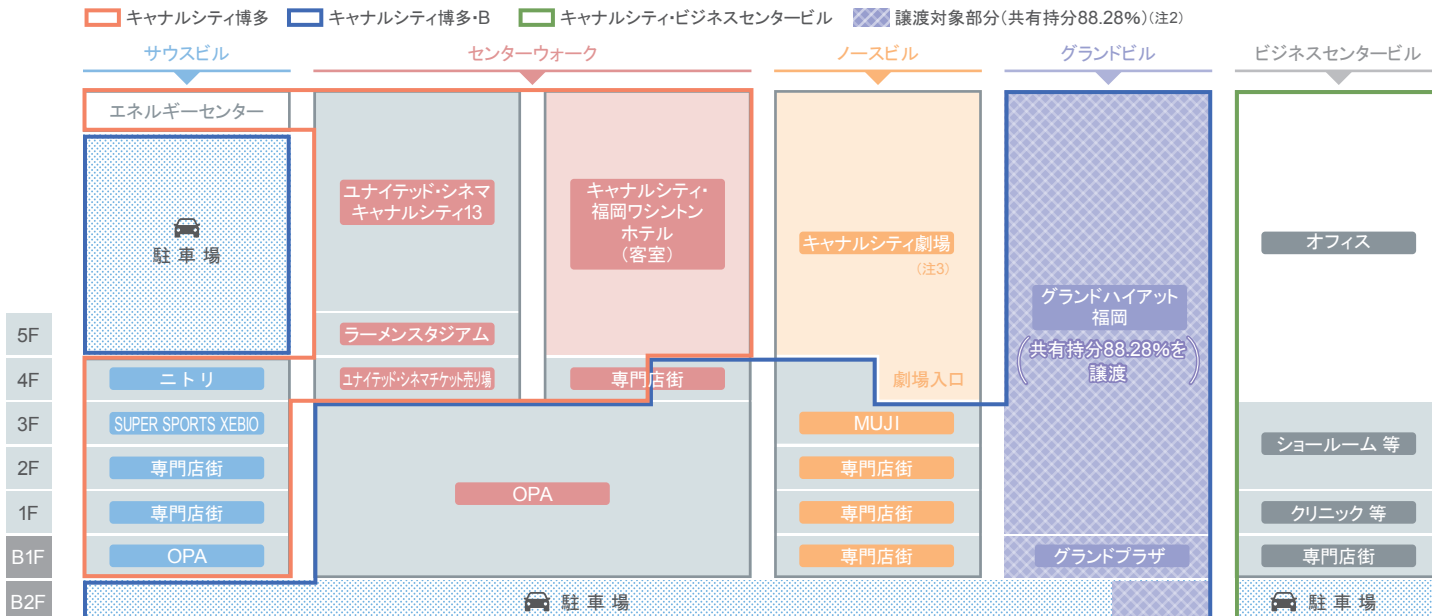 キャナルシティ博多
キャナルシティ博多・B
キャナルシティ・ビジネスセンタービル
譲渡対象部分(共有持分88.28%)(注2)
サウスビル
センターウォーク
ノースビル
グランドビル
ビジネスセンタービル
エネルギーセンター
駐車場
ユナイテッド・シネマ
キャナルシティ13
キャナルシティ・
福岡ワシントン
ホテル
(客室)
キャナルシティ劇場
(注3)
オフィス
グランドハイアット
福岡
(共有持分88.28%を
譲渡)
5F
ラーメンスタジアム
4F
ニトリ
ユナイテッド・シネマチケット売り場
専門店街
劇場入口
3F
SUPER SPORTS XEBIO
MUJI
ショールーム 等
2F
専門店街
専門店街
OPA
1F
専門店街
専門店街
クリニック 等
B1F
OPA
専門店街
グランドプラザ
専門店街
B2F
駐車場
駐車場